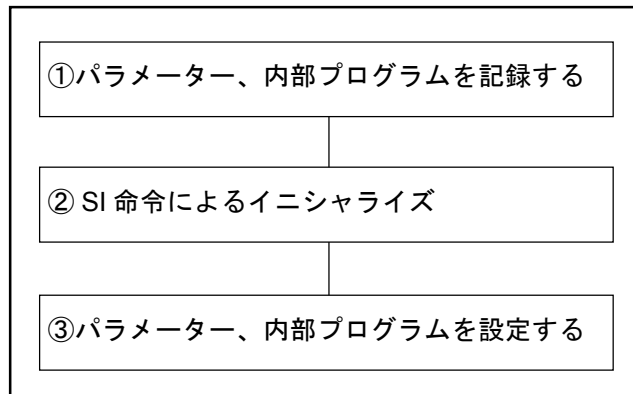 ①パラメーター、内部プログラムを記録する
② SI 命令によるイニシャライズ
③パラメーター、内部プログラムを設定する